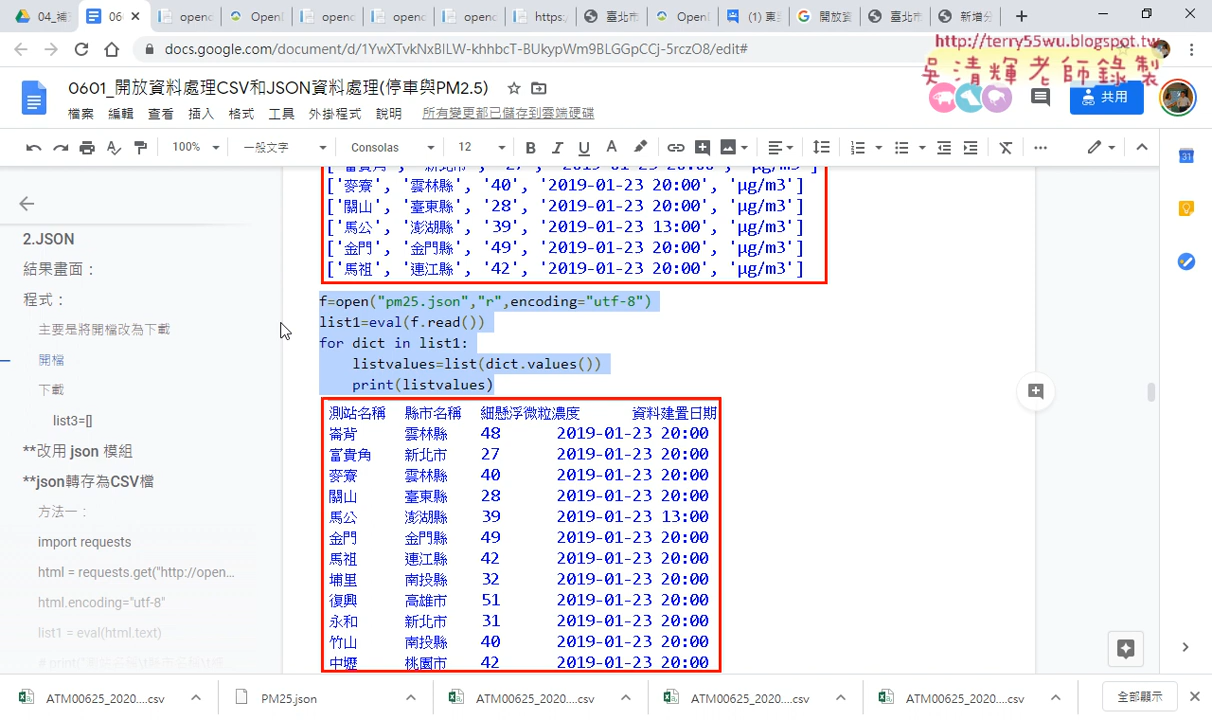 04_補
06
openc
OpenI
openc
openc
openc
https:/
臺北市
OpenI
(1) 東吳
開放資
臺北市
新增分
docs.google.com/document/d/1YwXTvkNxBILW-khhbcT-BUkypWm9BLGGpCCj-5rczO8/edit#
http://terry55wu.blogspot.tw
吳清輝老師錄製
0601_開放資料處理CSV和JSON資料處理(停車與PM2.5)
檔案 編輯 查看 插入 格式 工具 外掛程式 說明 所有變更都已儲存到雲端硬碟
共用
100% 一般文字 Consolas 12
['富貴角', '新北市', '27', '2019-01-23 20:00', 'μg/m3']
['麥寮', '雲林縣', '40', '2019-01-23 20:00', 'μg/m3']
['關山', '臺東縣', '28', '2019-01-23 20:00', 'μg/m3']
['馬公', '澎湖縣', '39', '2019-01-23 13:00', 'μg/m3']
['金門', '金門縣', '49', '2019-01-23 20:00', 'μg/m3']
['馬祖', '連江縣', '42', '2019-01-23 20:00', 'μg/m3']
2.JSON
結果畫面：
程式：
主要是將開檔改為下載
開檔
下載
list3=[]
**改用 json 模組
**json轉存為CSV檔
方法一：
import requests
html = requests.get("http://open...
html.encoding="utf-8"
list1 = eval(html.text)
f=open("pm25.json","r",encoding="utf-8")
list1=eval(f.read())
for dict in list1:
    listvalues=list(dict.values())
    print(listvalues)
測站名稱 縣市名稱 細懸浮微粒濃度 資料建置日期
崙背 雲林縣 48 2019-01-23 20:00
富貴角 新北市 27 2019-01-23 20:00
麥寮 雲林縣 40 2019-01-23 20:00
關山 臺東縣 28 2019-01-23 20:00
馬公 澎湖縣 39 2019-01-23 13:00
金門 金門縣 49 2019-01-23 20:00
馬祖 連江縣 42 2019-01-23 20:00
埔里 南投縣 32 2019-01-23 20:00
復興 高雄市 51 2019-01-23 20:00
永和 新北市 31 2019-01-23 20:00
竹山 南投縣 40 2019-01-23 20:00
中壢 桃園市 42 2019-01-23 20:00
ATM00625_2020....csv
PM25.json
ATM00625_2020....csv
ATM00625_2020....csv
ATM00625_2020....csv
全部顯示